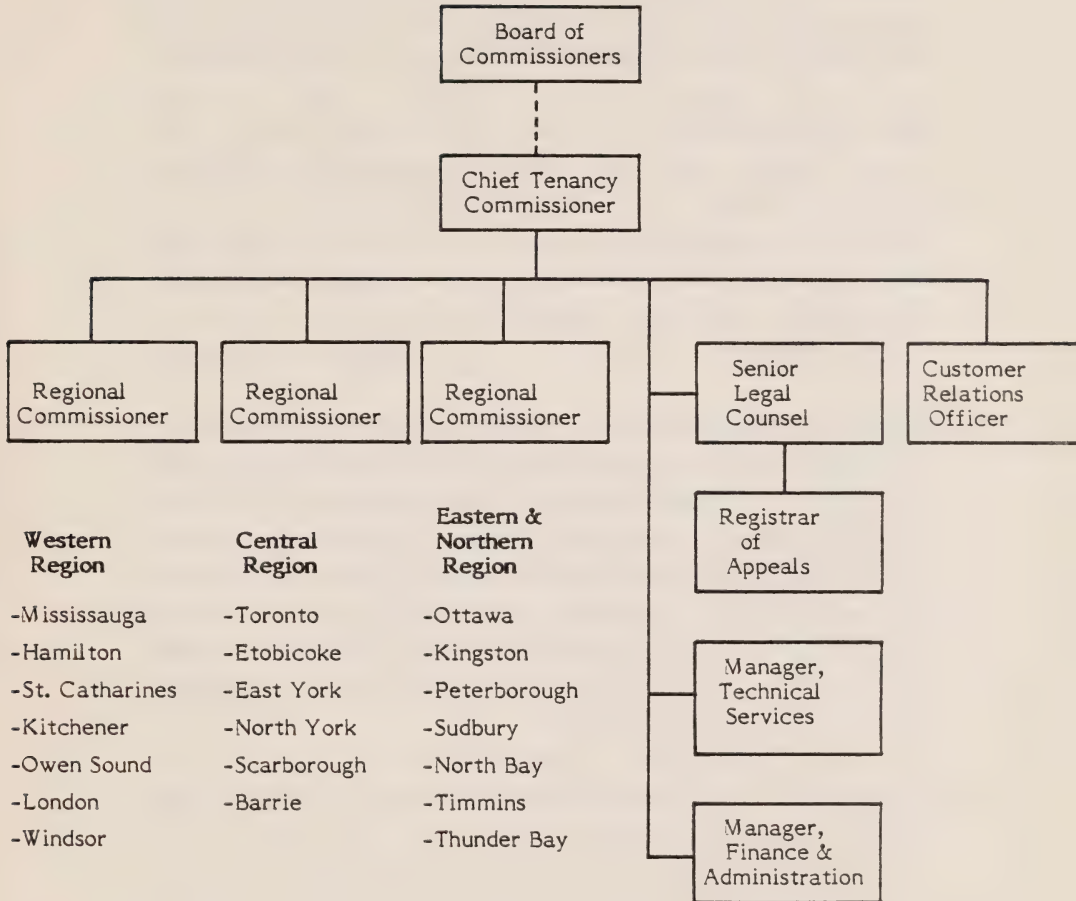 Board of
Commissioners
Chief Tenancy
Commissioner
Regional
Commissioner
Regional
Commissioner
Regional
Commissioner
Senior
Legal
Counsel
Customer
Relations
Officer
Registrar
of
Appeals
Manager,
Technical
Services
Manager,
Finance &
Administration
Western
Region
-Mississauga
-Hamilton
-St. Catharines
-Kitchener
-Owen Sound
-London
-Windsor
Central
Region
-Toronto
-Etobicoke
-East York
-North York
-Scarborough
-Barrie
Eastern &
Northern
Region
-Ottawa
-Kingston
-Peterborough
-Sudbury
-North Bay
-Timmins
-Thunder Bay